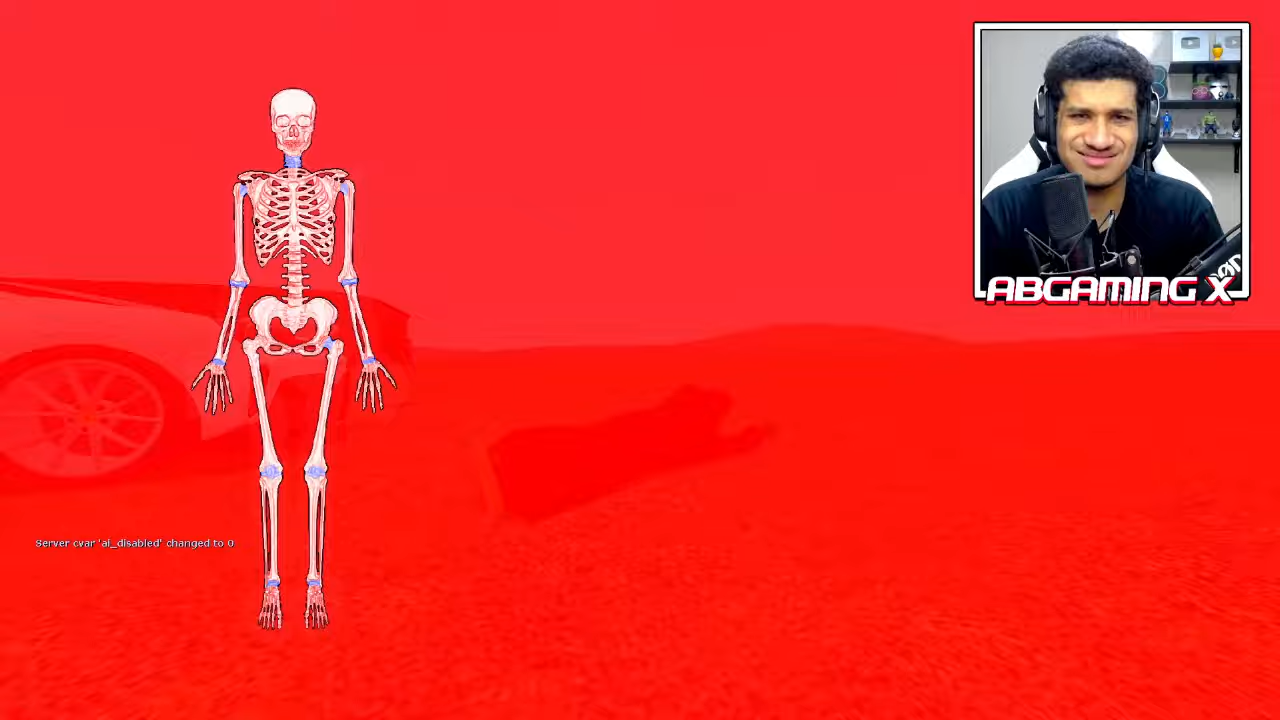 ABGAMING X
Server cvar 'ai_disabled' changed to 0